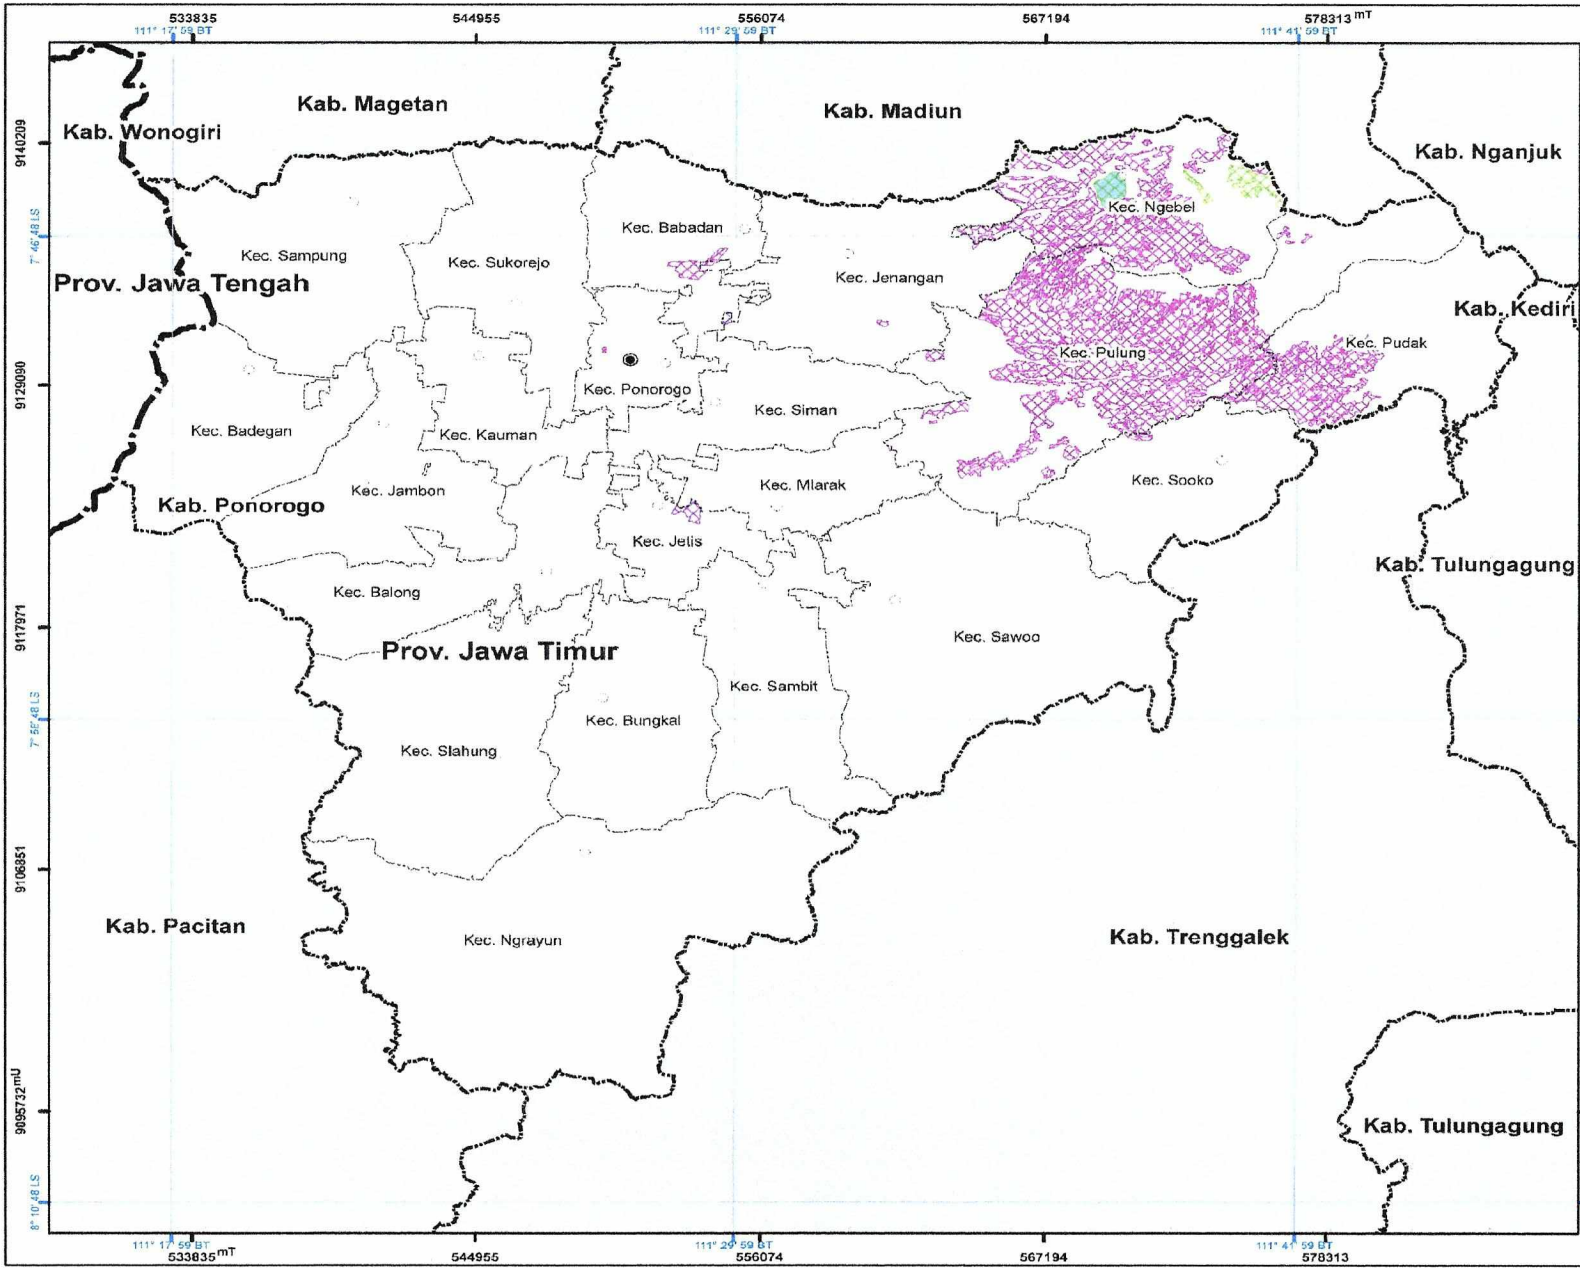 533835
544955
556074
567194
578313 mT
111° 17' 59 BT
111° 29' 59 BT
111° 41' 59 BT
Kab. Magetan
Kab. Madiun
Kab. Wonogiri
Kab. Nganjuk
9140209
Kec. Ngebel
7° 46' 48 LS
Kec. Babadan
Kec. Sampung
Kec. Sukorejo
Kec. Jenangan
Prov. Jawa Tengah
Kab. Kediri
Kec. Pudak
Kec. Pulung
9129090
Kec. Ponorogo
Kec. Siman
Kec. Badegan
Kec. Kauman
Kec. Sooko
Kec. Mlarak
Kec. Jambon
Kab. Ponorogo
Kec. Jetis
Kab. Tulungagung
Kec. Balong
9117971
Kec. Sawoo
Prov. Jawa Timur
Kec. Sambit
7° 58' 48 LS
Kec. Bungkal
Kec. Slahung
9106851
Kab. Pacitan
Kec. Ngrayun
Kab. Trenggalek
9095732 mU
Kab. Tulungagung
8° 10' 48 LS
111° 17' 59 BT
111° 29' 59 BT
111° 41' 59 BT
533835 mT
544955
556074
567194
578313